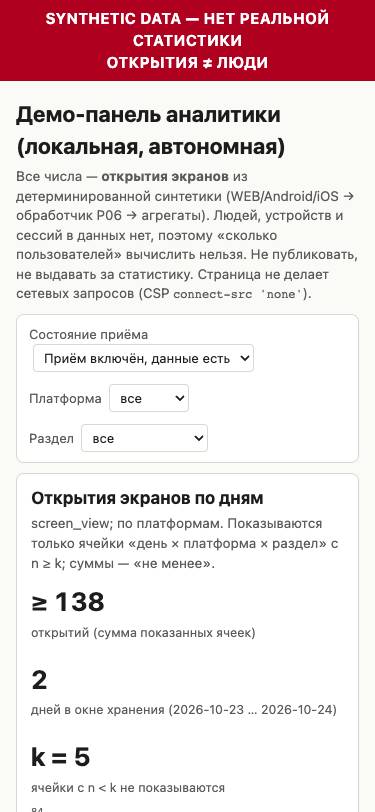 SYNTHETIC DATA — НЕТ РЕАЛЬНОЙ
СТАТИСТИКИ
ОТКРЫТИЯ ≠ ЛЮДИ
Демо-панель аналитики
(локальная, автономная)
Все числа — открытия экранов из
детерминированной синтетики (WEB/Android/iOS →
обработчик P06 → агрегаты). Людей, устройств и
сессий в данных нет, поэтому «сколько
пользователей» вычислить нельзя. Не публиковать,
не выдавать за статистику. Страница не делает
сетевых запросов (CSP connect-src 'none').
Состояние приёма
Приём включён, данные есть
Платформа все
Раздел все
Открытия экранов по дням
screen_view; по платформам. Показываются
только ячейки «день × платформа × раздел» с
n ≥ k; суммы — «не менее».
≥ 138
открытий (сумма показанных ячеек)
2
дней в окне хранения (2026-10-23 … 2026-10-24)
k = 5
ячейки с n < k не показываются